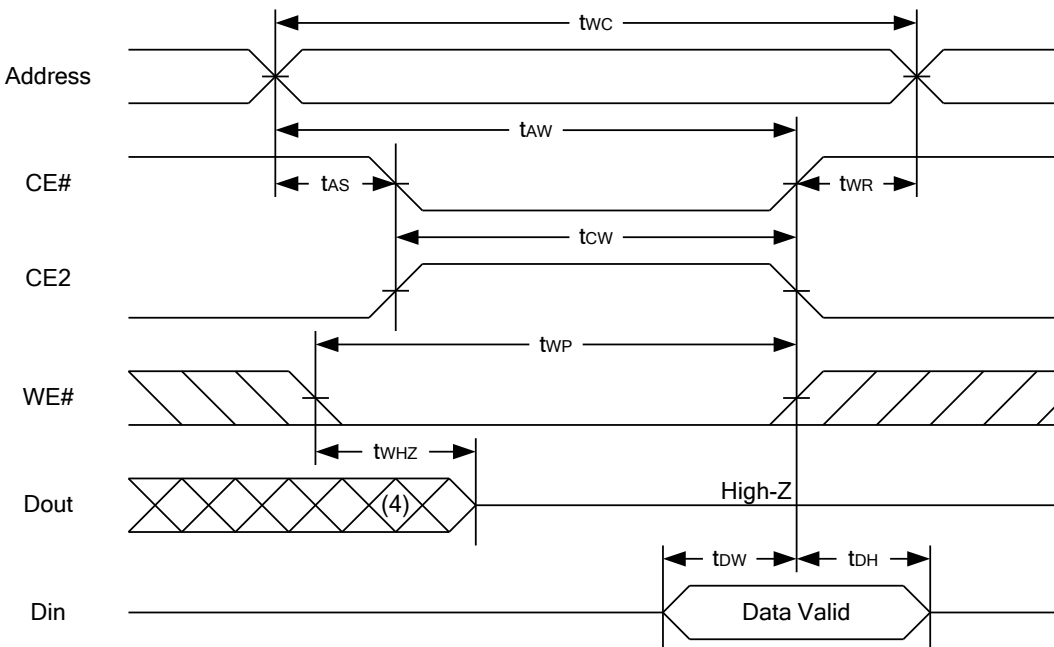 tWC
Address
tAW
CE#
tAS
tWR
tCW
CE2
tWP
WE#
tWHZ
Dout
(4)
High-Z
tDW
tDH
Din
Data Valid